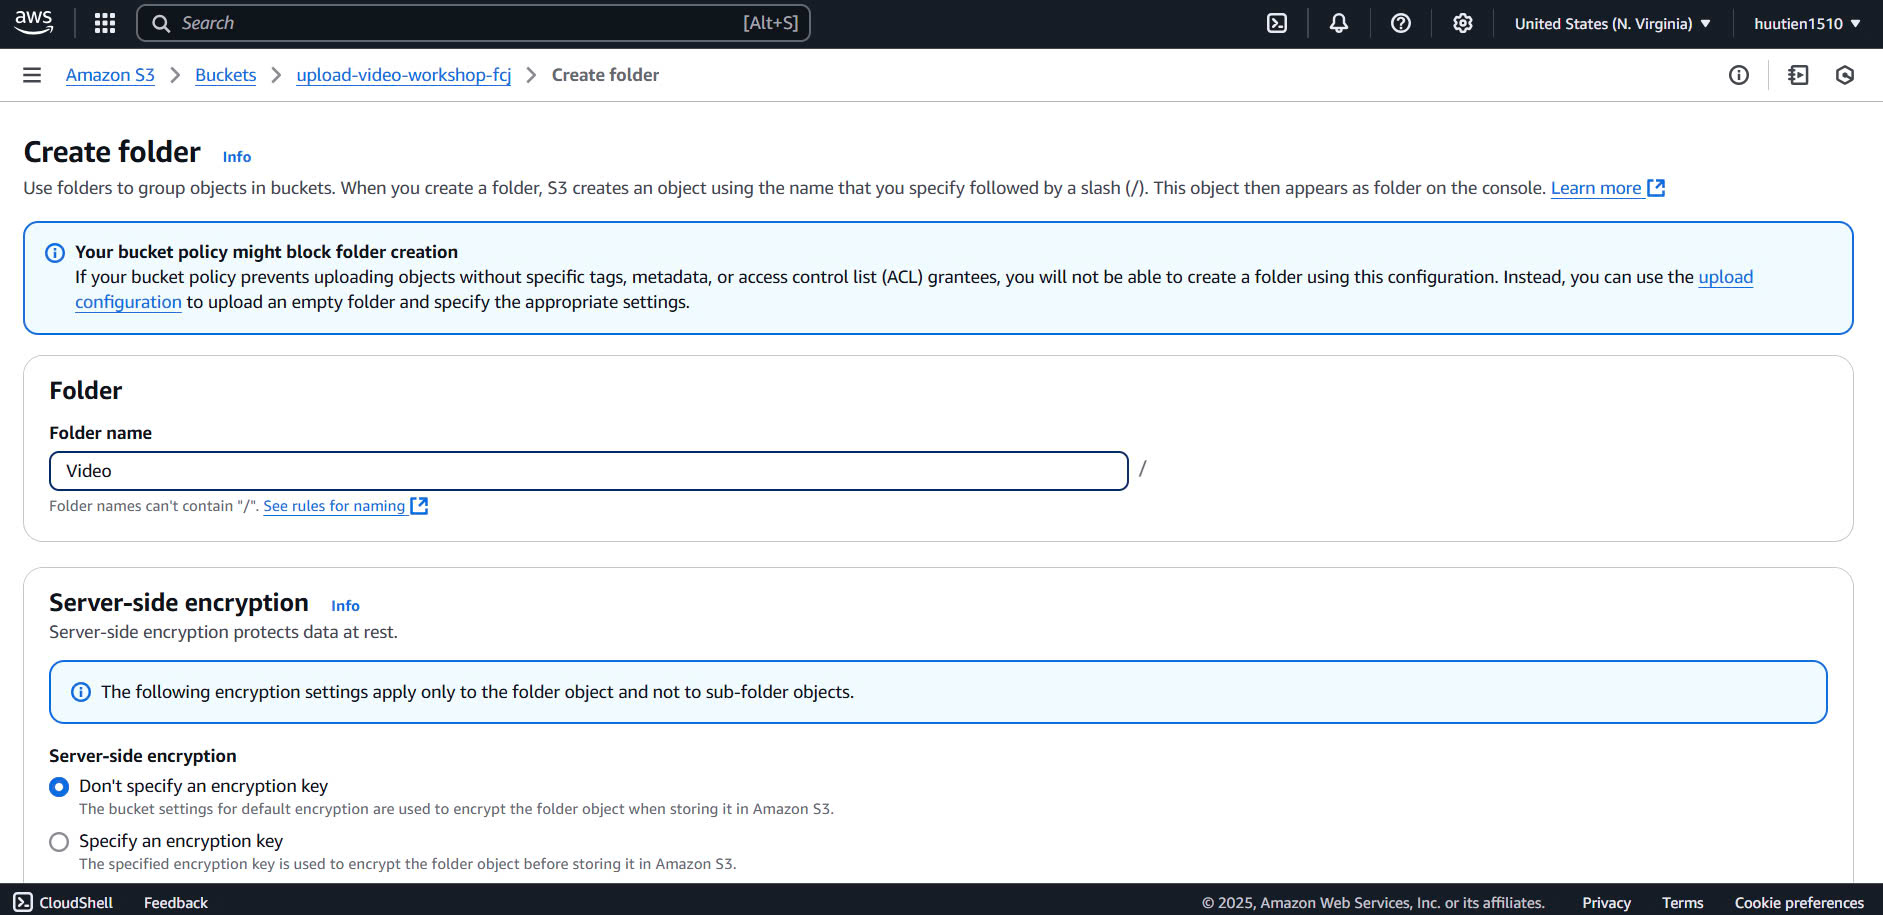 aws
Search [Alt+S]
United States (N. Virginia)
huutien1510
Amazon S3 > Buckets > upload-video-workshop-fcj > Create folder
Create folder Info
Use folders to group objects in buckets. When you create a folder, S3 creates an object using the name that you specify followed by a slash (/). This object then appears as folder on the console. Learn more
Your bucket policy might block folder creation
If your bucket policy prevents uploading objects without specific tags, metadata, or access control list (ACL) grantees, you will not be able to create a folder using this configuration. Instead, you can use the upload
configuration to upload an empty folder and specify the appropriate settings.
Folder
Folder name
Video /
Folder names can't contain "/". See rules for naming
Server-side encryption Info
Server-side encryption protects data at rest.
The following encryption settings apply only to the folder object and not to sub-folder objects.
Server-side encryption
Don't specify an encryption key
The bucket settings for default encryption are used to encrypt the folder object when storing it in Amazon S3.
Specify an encryption key
The specified encryption key is used to encrypt the folder object before storing it in Amazon S3.
CloudShell Feedback © 2025, Amazon Web Services, Inc. or its affiliates. Privacy Terms Cookie preferences